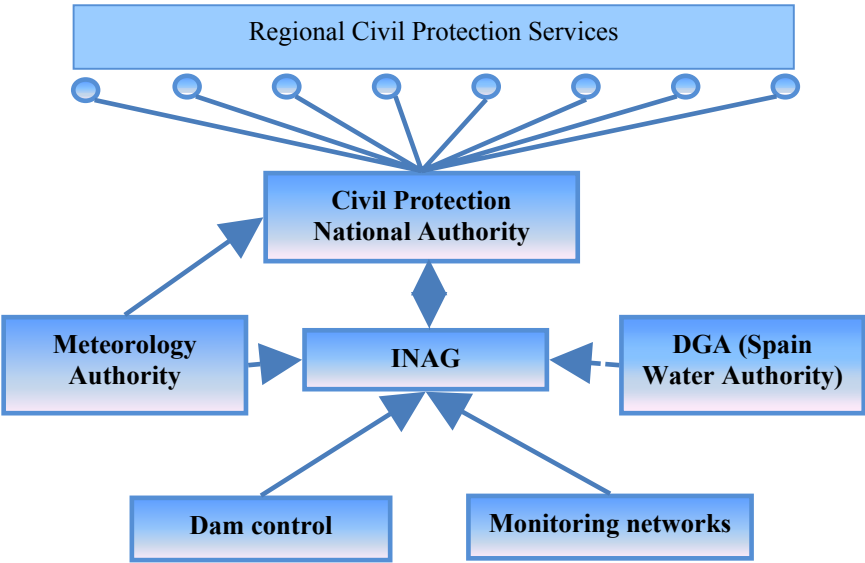 Regional Civil Protection Services
Civil Protection
National Authority
Meteorology
Authority
INAG
DGA (Spain
Water Authority)
Dam control
Monitoring networks